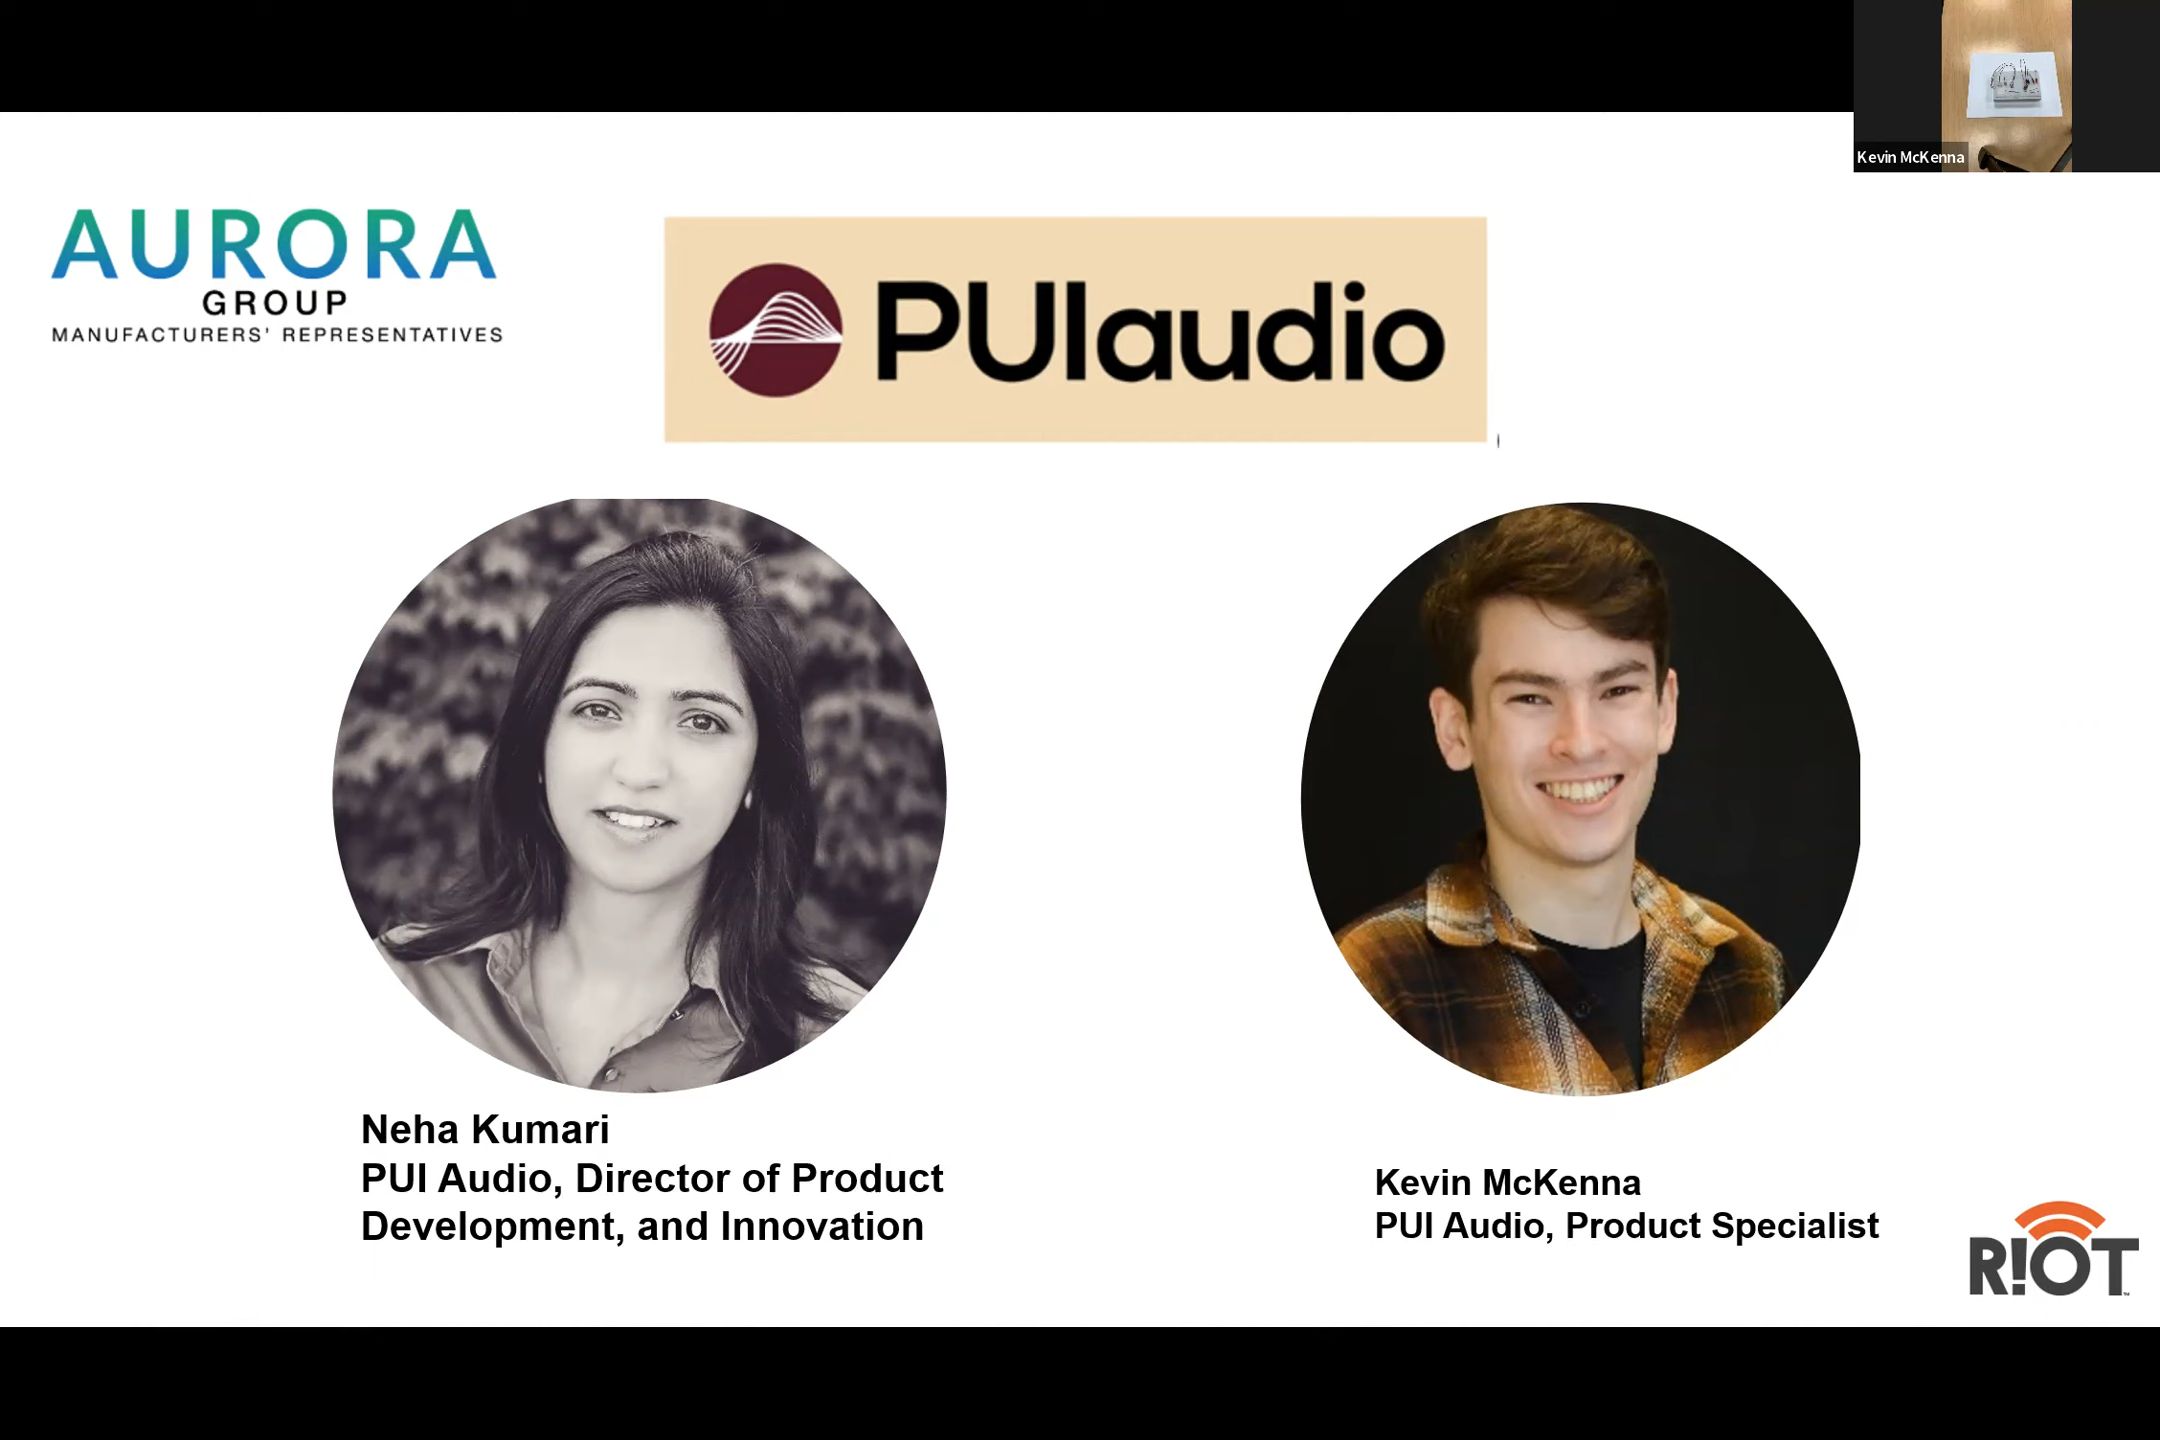 Kevin McKenna
AURORA
GROUP
MANUFACTURERS' REPRESENTATIVES
PUIaudio
Neha Kumari
PUI Audio, Director of Product
Development, and Innovation
Kevin McKenna
PUI Audio, Product Specialist
R!OT